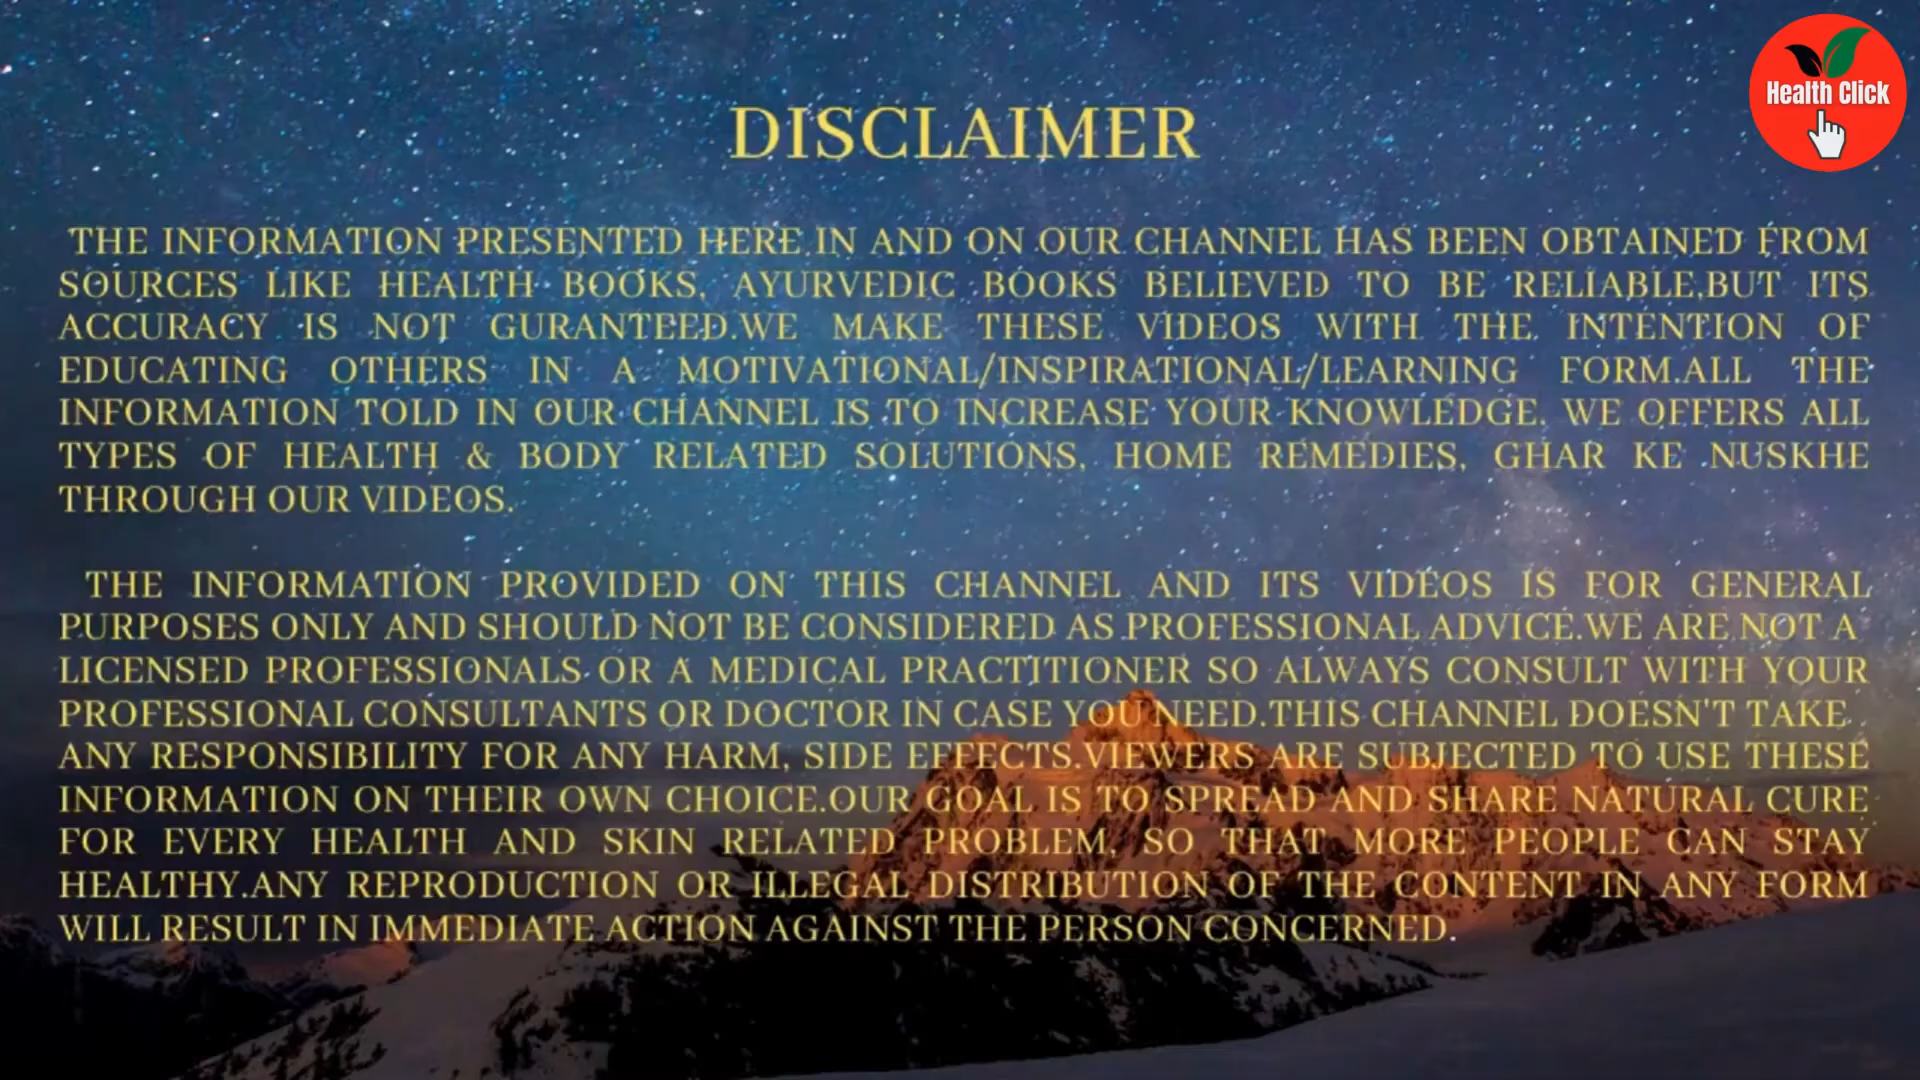 Health Click
DISCLAIMER
THE INFORMATION PRESENTED HERE IN AND ON OUR CHANNEL HAS BEEN OBTAINED FROM
SOURCES LIKE HEALTH BOOKS, AYURVEDIC BOOKS BELIEVED TO BE RELIABLE,BUT ITS
ACCURACY IS NOT GURANTEED.WE MAKE THESE VIDEOS WITH THE INTENTION OF
EDUCATING OTHERS IN A MOTIVATIONAL/INSPIRATIONAL/LEARNING FORM.ALL THE
INFORMATION TOLD IN OUR CHANNEL IS TO INCREASE YOUR KNOWLEDGE. WE OFFERS ALL
TYPES OF HEALTH & BODY RELATED SOLUTIONS, HOME REMEDIES, GHAR KE NUSKHE
THROUGH OUR VIDEOS.
THE INFORMATION PROVIDED ON THIS CHANNEL AND ITS VIDEOS IS FOR GENERAL
PURPOSES ONLY AND SHOULD NOT BE CONSIDERED AS PROFESSIONAL ADVICE.WE ARE NOT A
LICENSED PROFESSIONALS OR A MEDICAL PRACTITIONER SO ALWAYS CONSULT WITH YOUR
PROFESSIONAL CONSULTANTS OR DOCTOR IN CASE YOU NEED.THIS CHANNEL DOESN'T TAKE
ANY RESPONSIBILITY FOR ANY HARM, SIDE EFFECTS.VIEWERS ARE SUBJECTED TO USE THESE
INFORMATION ON THEIR OWN CHOICE.OUR GOAL IS TO SPREAD AND SHARE NATURAL CURE
FOR EVERY HEALTH AND SKIN RELATED PROBLEM, SO THAT MORE PEOPLE CAN STAY
HEALTHY.ANY REPRODUCTION OR ILLEGAL DISTRIBUTION OF THE CONTENT IN ANY FORM
WILL RESULT IN IMMEDIATE ACTION AGAINST THE PERSON CONCERNED.